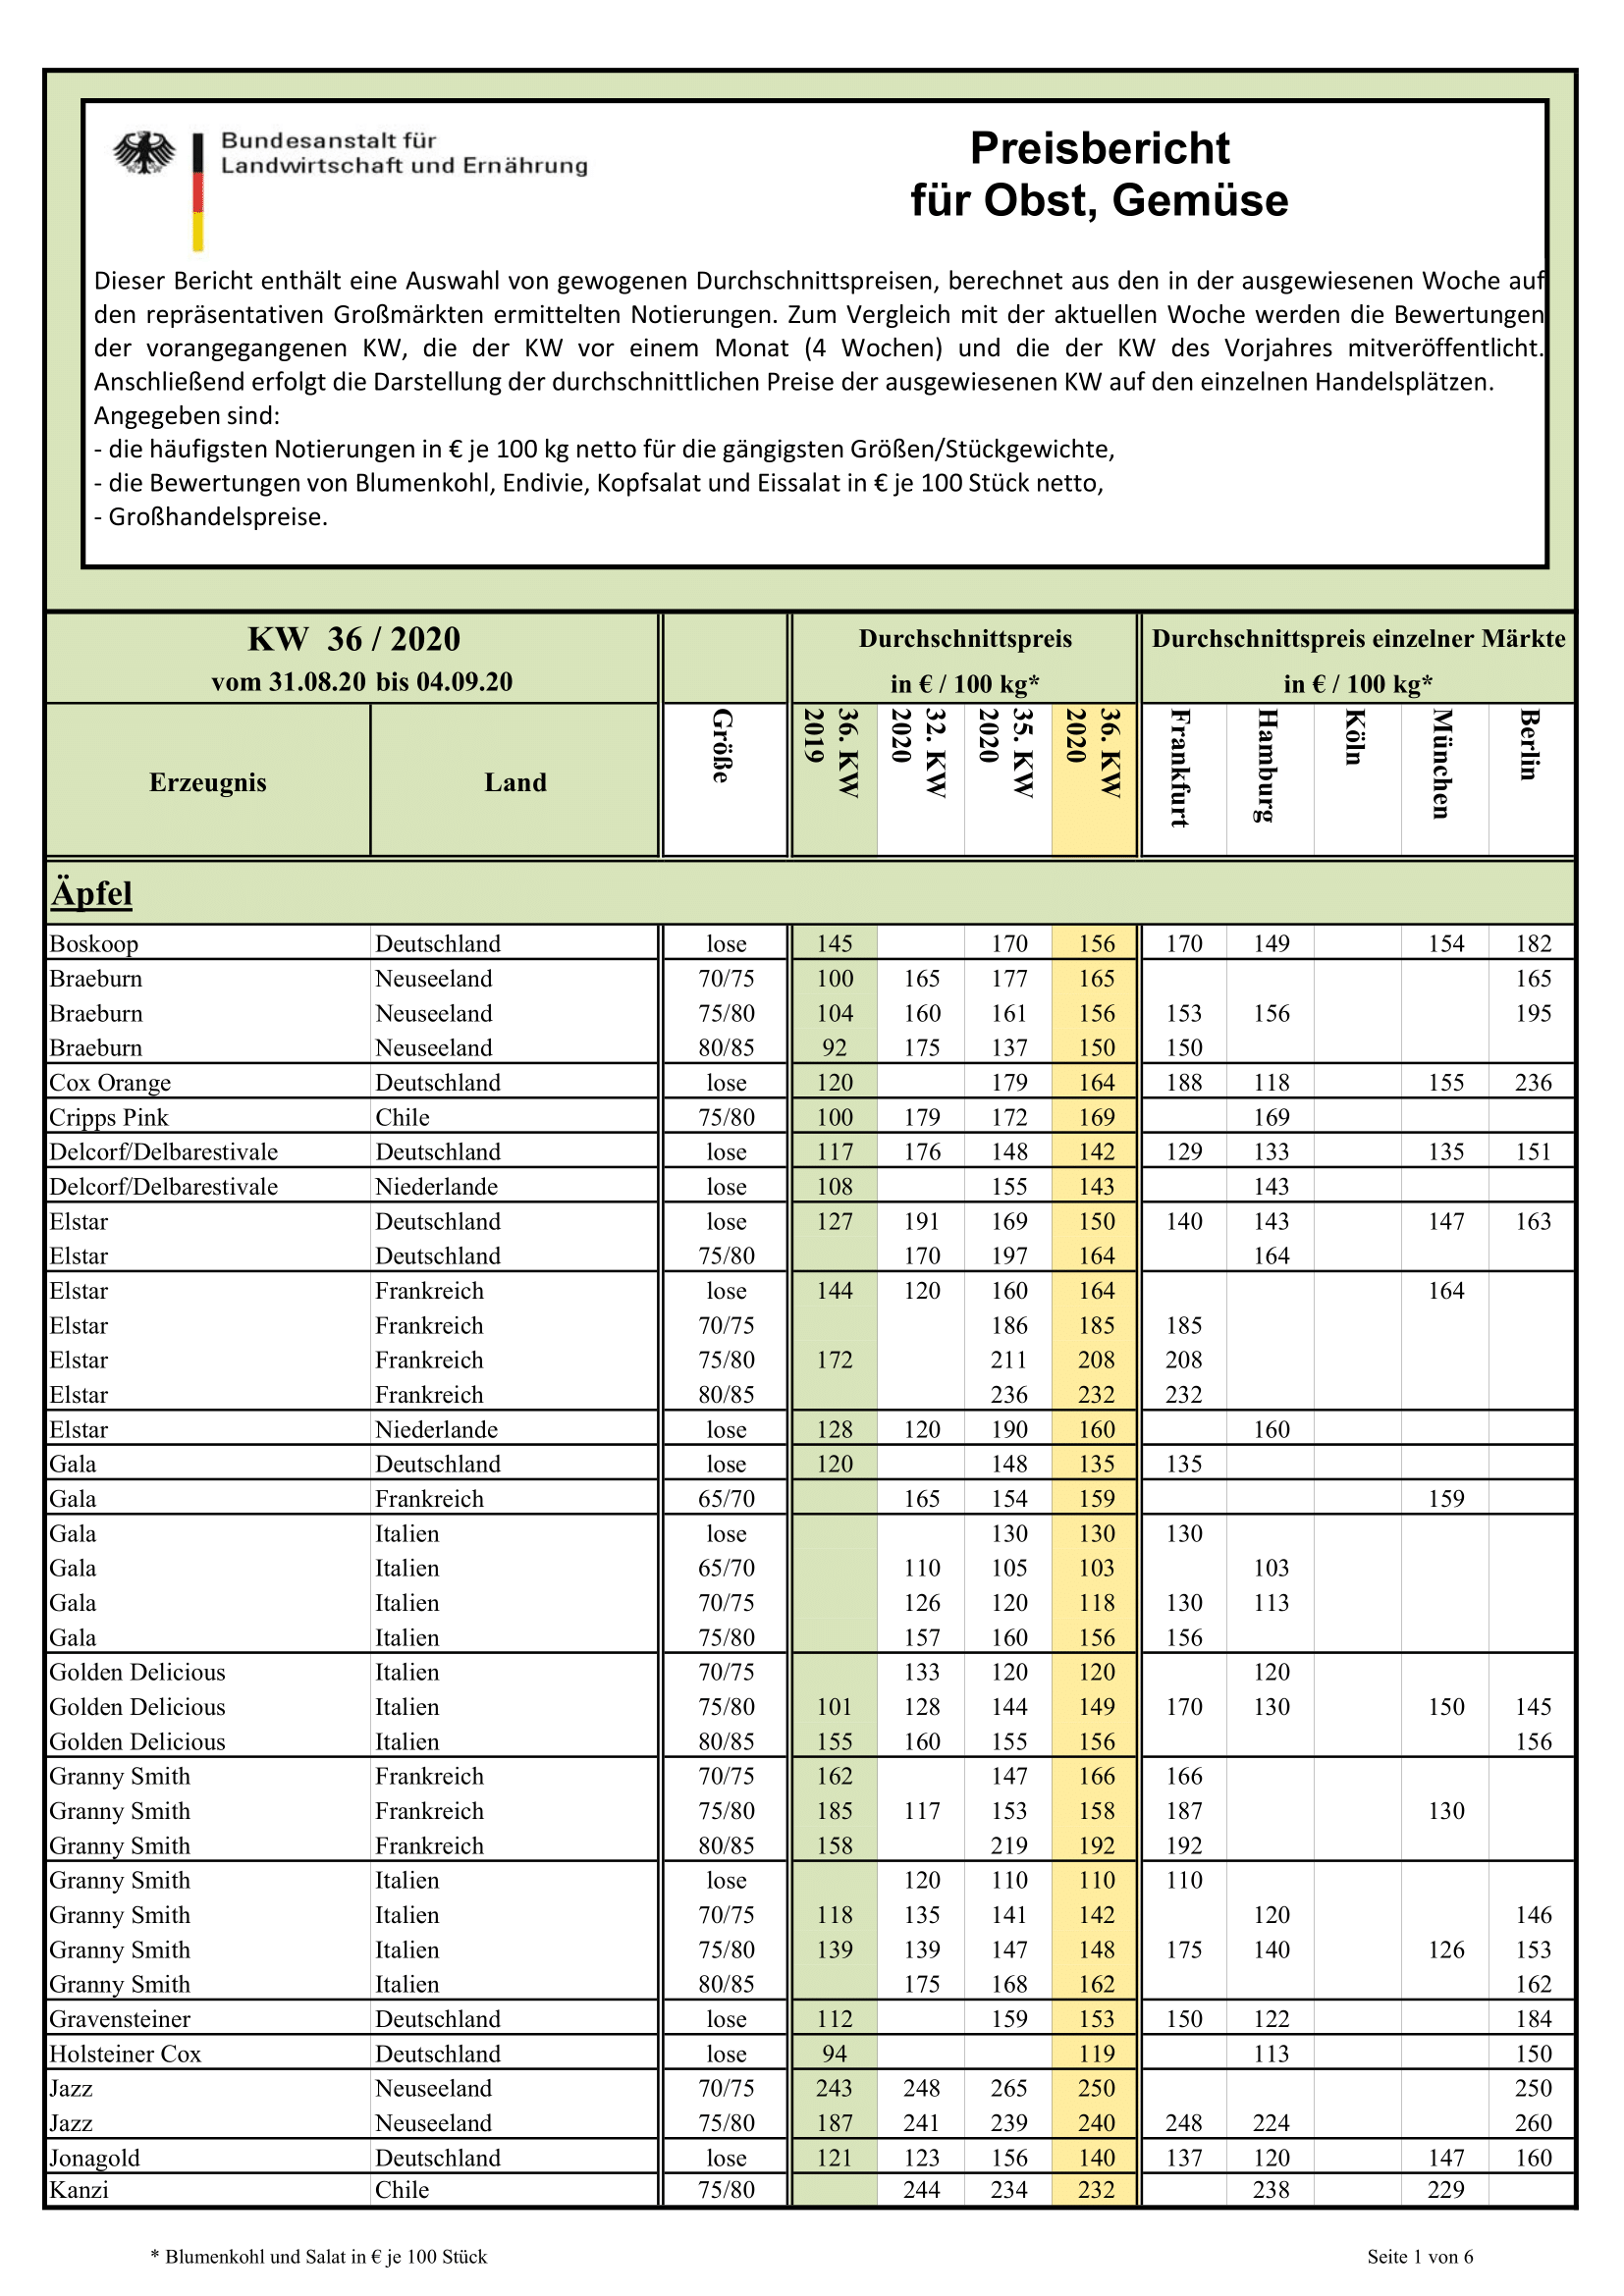 Bundesanstalt für
Landwirtschaft und Ernährung
Preisbericht
für Obst, Gemüse
Dieser Bericht enthält eine Auswahl von gewogenen Durchschnittspreisen, berechnet aus den in der ausgewiesenen Woche auf
den repräsentativen Großmärkten ermittelten Notierungen. Zum Vergleich mit der aktuellen Woche werden die Bewertungen
der vorangegangenen KW, die der KW vor einem Monat (4 Wochen) und die der KW des Vorjahres mitveröffentlicht.
Anschließend erfolgt die Darstellung der durchschnittlichen Preise der ausgewiesenen KW auf den einzelnen Handelsplätzen.
Angegeben sind:
- die häufigsten Notierungen in € je 100 kg netto für die gängigsten Größen/Stückgewichte,
- die Bewertungen von Blumenkohl, Endivie, Kopfsalat und Eissalat in € je 100 Stück netto,
- Großhandelspreise.
KW 36 / 2020 Durchschnittspreis Durchschnittspreis einzelner Märkte
vom 31.08.20 bis 04.09.20 in € / 100 kg* in € / 100 kg*
Erzeugnis Land Größe 36. KW 2019 32. KW 2020 35. KW 2020 36. KW 2020 Frankfurt Hamburg Köln München Berlin
Äpfel
Boskoop Deutschland lose 145 170 156 170 149 154 182
Braeburn Neuseeland 70/75 100 165 177 165 165
Braeburn Neuseeland 75/80 104 160 161 156 153 156 195
Braeburn Neuseeland 80/85 92 175 137 150 150
Cox Orange Deutschland lose 120 179 164 188 118 155 236
Cripps Pink Chile 75/80 100 179 172 169 169
Delcorf/Delbarestivale Deutschland lose 117 176 148 142 129 133 135 151
Delcorf/Delbarestivale Niederlande lose 108 155 143 143
Elstar Deutschland lose 127 191 169 150 140 143 147 163
Elstar Deutschland 75/80 170 197 164 164
Elstar Frankreich lose 144 120 160 164 164
Elstar Frankreich 70/75 186 185 185
Elstar Frankreich 75/80 172 211 208 208
Elstar Frankreich 80/85 236 232 232
Elstar Niederlande lose 128 120 190 160 160
Gala Deutschland lose 120 148 135 135
Gala Frankreich 65/70 165 154 159 159
Gala Italien lose 130 130 130
Gala Italien 65/70 110 105 103 103
Gala Italien 70/75 126 120 118 130 113
Gala Italien 75/80 157 160 156 156
Golden Delicious Italien 70/75 133 120 120 120
Golden Delicious Italien 75/80 101 128 144 149 170 130 150 145
Golden Delicious Italien 80/85 155 160 155 156 156
Granny Smith Frankreich 70/75 162 147 166 166
Granny Smith Frankreich 75/80 185 117 153 158 187 130
Granny Smith Frankreich 80/85 158 219 192 192
Granny Smith Italien lose 120 110 110 110
Granny Smith Italien 70/75 118 135 141 142 120 146
Granny Smith Italien 75/80 139 139 147 148 175 140 126 153
Granny Smith Italien 80/85 175 168 162 162
Gravensteiner Deutschland lose 112 159 153 150 122 184
Holsteiner Cox Deutschland lose 94 119 113 150
Jazz Neuseeland 70/75 243 248 265 250 250
Jazz Neuseeland 75/80 187 241 239 240 248 224 260
Jonagold Deutschland lose 121 123 156 140 137 120 147 160
Kanzi Chile 75/80 244 234 232 238 229
* Blumenkohl und Salat in € je 100 Stück Seite 1 von 6